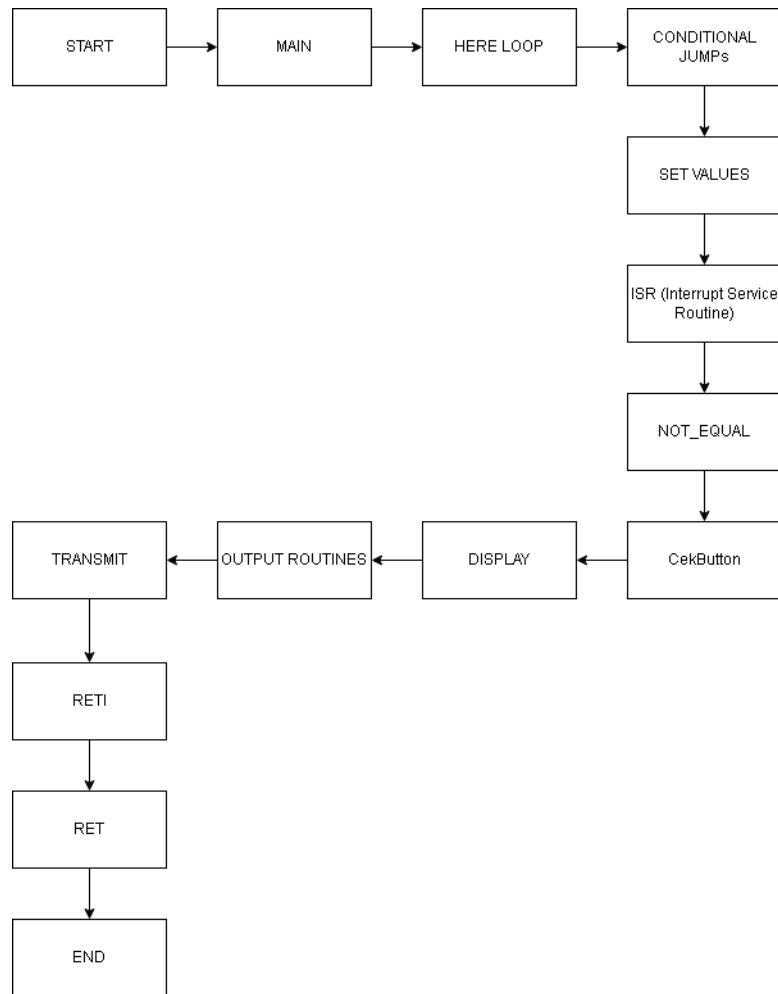 START
MAIN
HERE LOOP
CONDITIONAL
JUMPs
SET VALUES
ISR (Interrupt Service
Routine)
NOT_EQUAL
CekButton
DISPLAY
OUTPUT ROUTINES
TRANSMIT
RETI
RET
END